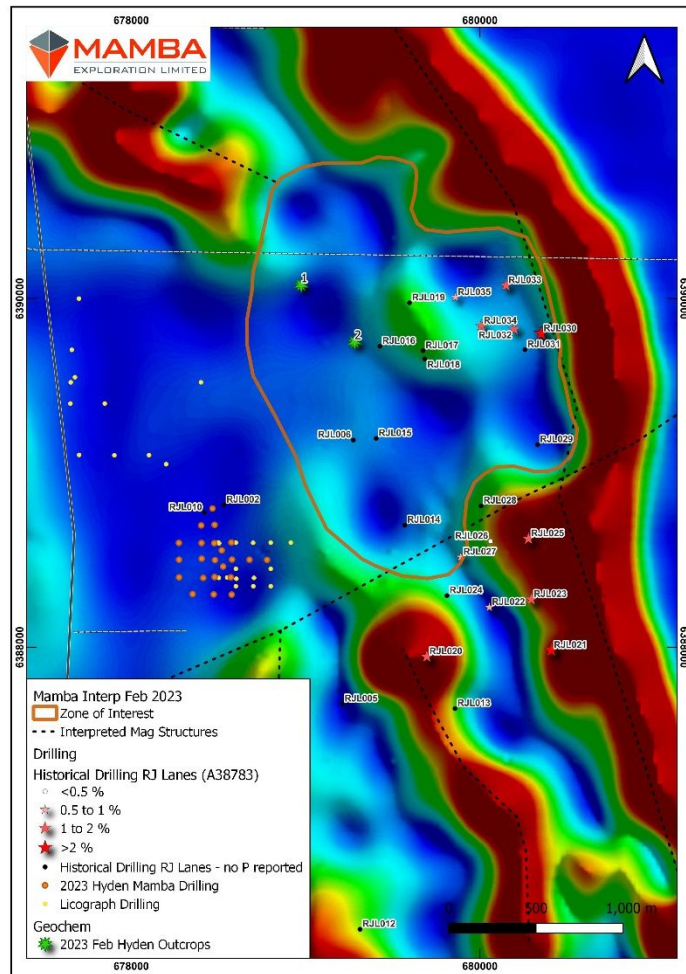 678000
680000
MAMBA
EXPLORATION LIMITED
1
RJL033
RJL019
RJL035
6390000
6390000
RJL034
RJL030
2
RJL032
RJL016
RJL017
RJL031
RJL018
RJL006
RJL015
RJL029
RJL010
RJL002
RJL028
RJL014
RJL026
RJL025
RJL027
RJL024
RJL022
RJL023
6388000
6388000
RJL020
RJL021
Mamba Interp Feb 2023
Zone of Interest
Interpreted Mag Structures
RJL005
RJL013
Drilling
Historical Drilling RJ Lanes (A38783)
<0.5 %
0.5 to 1 %
1 to 2 %
>2 %
Historical Drilling RJ Lanes - no P reported
2023 Hyden Mamba Drilling
Licograph Drilling
Geochem
2023 Feb Hyden Outcrops
0 500 1,000 m
RJL012
678000
680000